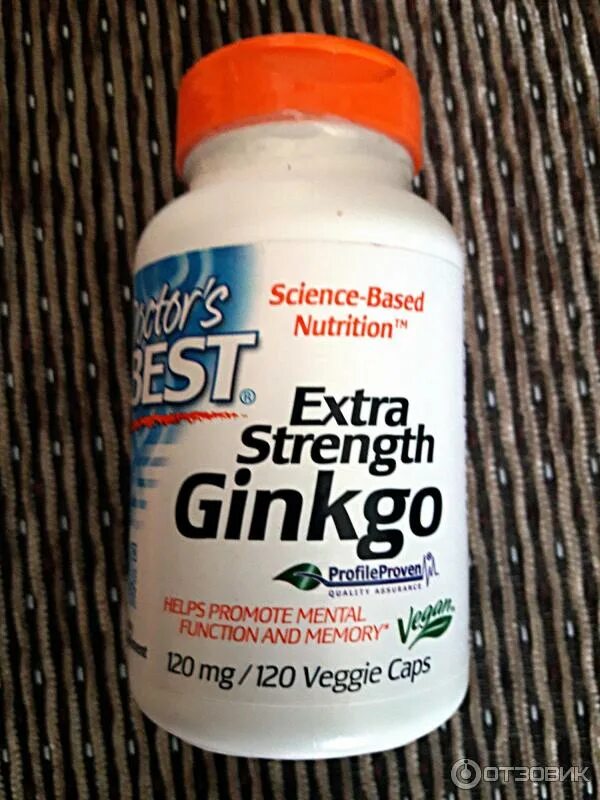 octor's
BEST®
Science-Based
Nutrition™
Extra
Strength
Ginkgo
ProfileProven
QUALITY ASSURANCE
HELPS PROMOTE MENTAL
FUNCTION AND MEMORY*
Vegan
120 mg / 120 Veggie Caps
ОТЗОВИК